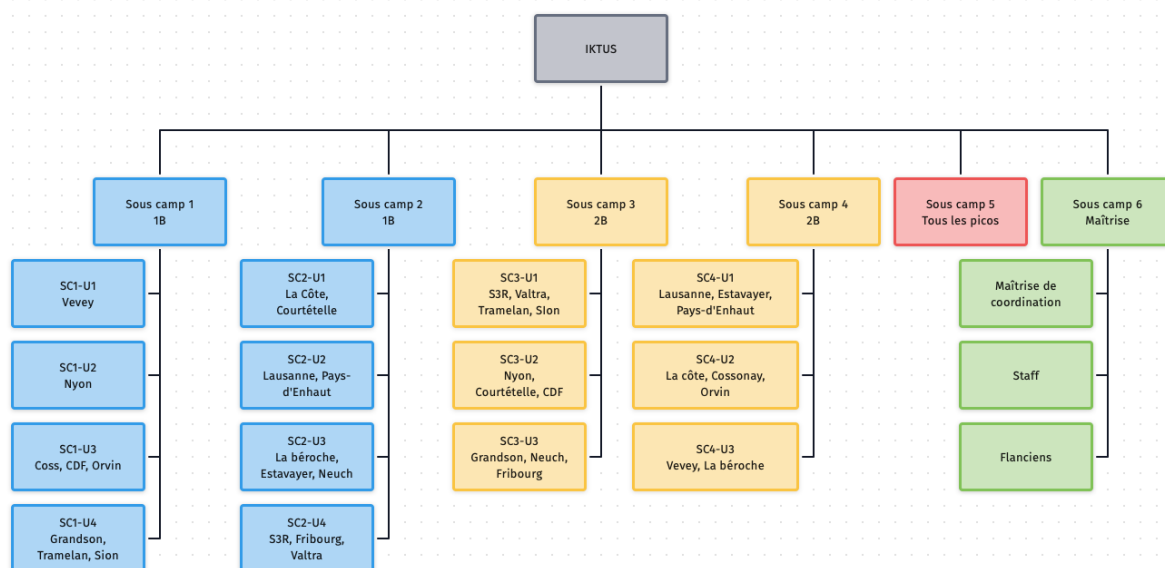 IKTUS
Sous camp 1
1B
Sous camp 2
1B
Sous camp 3
2B
Sous camp 4
2B
Sous camp 5
Tous les picos
Sous camp 6
Maîtrise
SC1-U1
Vevey
SC1-U2
Nyon
SC1-U3
Coss, CDF, Orvin
SC1-U4
Grandson,
Tramelan, Sion
SC2-U1
La Côte,
Courtételle
SC2-U2
Lausanne, Pays-
d'Enhaut
SC2-U3
La béroche,
Estavayer, Neuch
SC2-U4
S3R, Fribourg,
Valtra
SC3-U1
S3R, Valtra,
Tramelan, SIon
SC3-U2
Nyon,
Courtételle, CDF
SC3-U3
Grandson, Neuch,
Fribourg
SC4-U1
Lausanne, Estavayer,
Pays-d'Enhaut
SC4-U2
La côte, Cossonay,
Orvin
SC4-U3
Vevey, La béroche
Maîtrise de
coordination
Staff
Flanciens